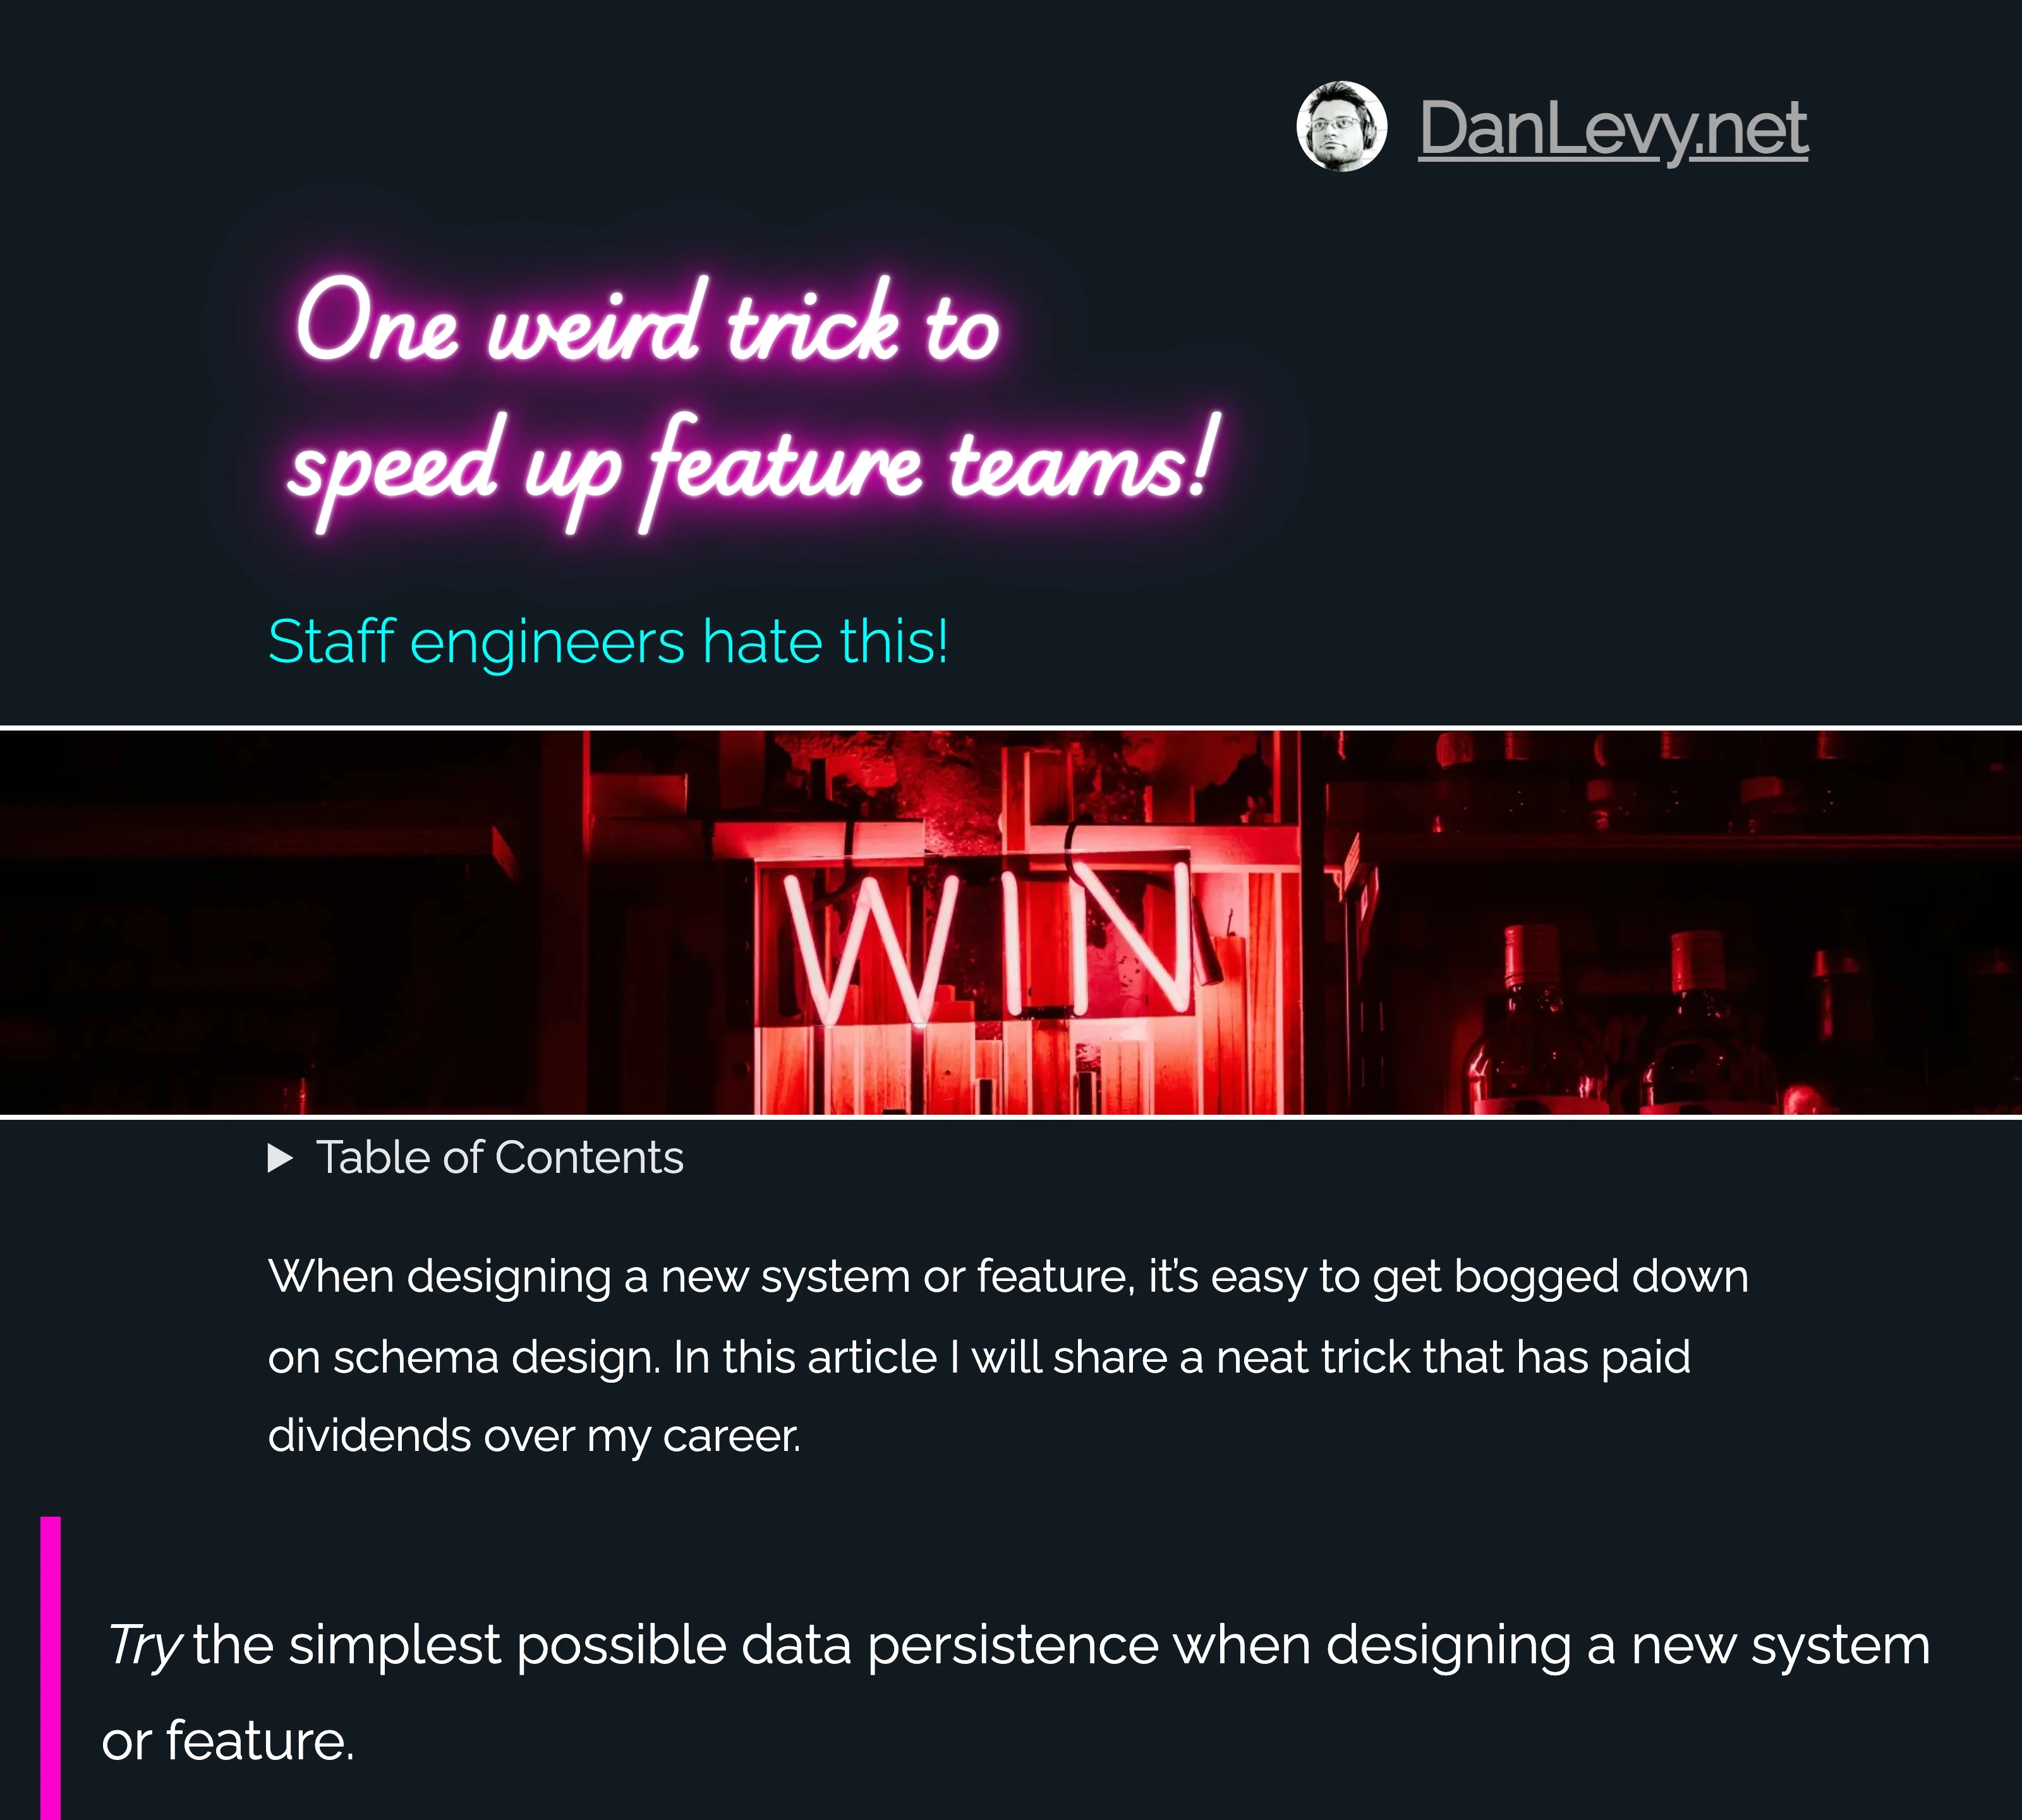 DanLevy.net
One weird trick to
speed up feature teams!
Staff engineers hate this!
WIN
Table of Contents
When designing a new system or feature, it’s easy to get bogged down
on schema design. In this article I will share a neat trick that has paid
dividends over my career.
Try the simplest possible data persistence when designing a new system
or feature.